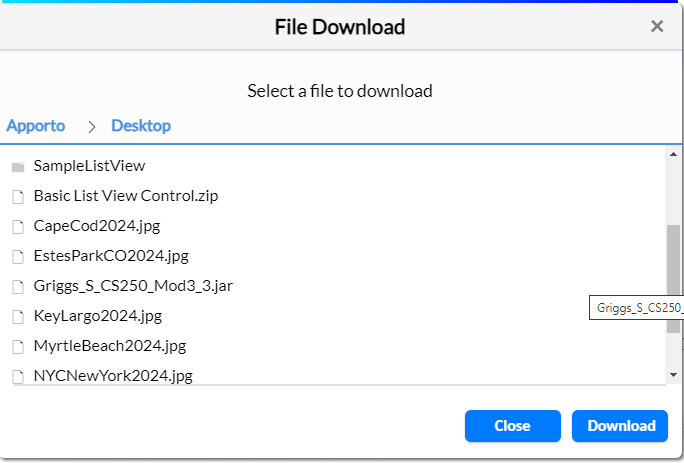 File Download
Select a file to download
Apporto > Desktop
SampleListView
Basic List View Control.zip
CapeCod2024.jpg
EstesParkCO2024.jpg
Griggs_S_CS250_Mod3_3.jar
Griggs_S_CS250_
KeyLargo2024.jpg
MyrtleBeach2024.jpg
NYCNewYork2024.jpg
Close Download